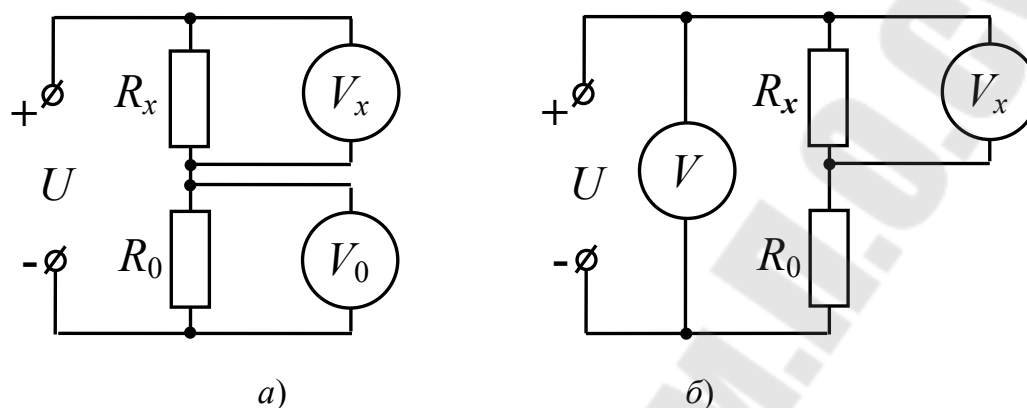 R_x V_x
+
U
-
R_0 V_0
а)
R_x V_x
+
U V
-
R_0
б)